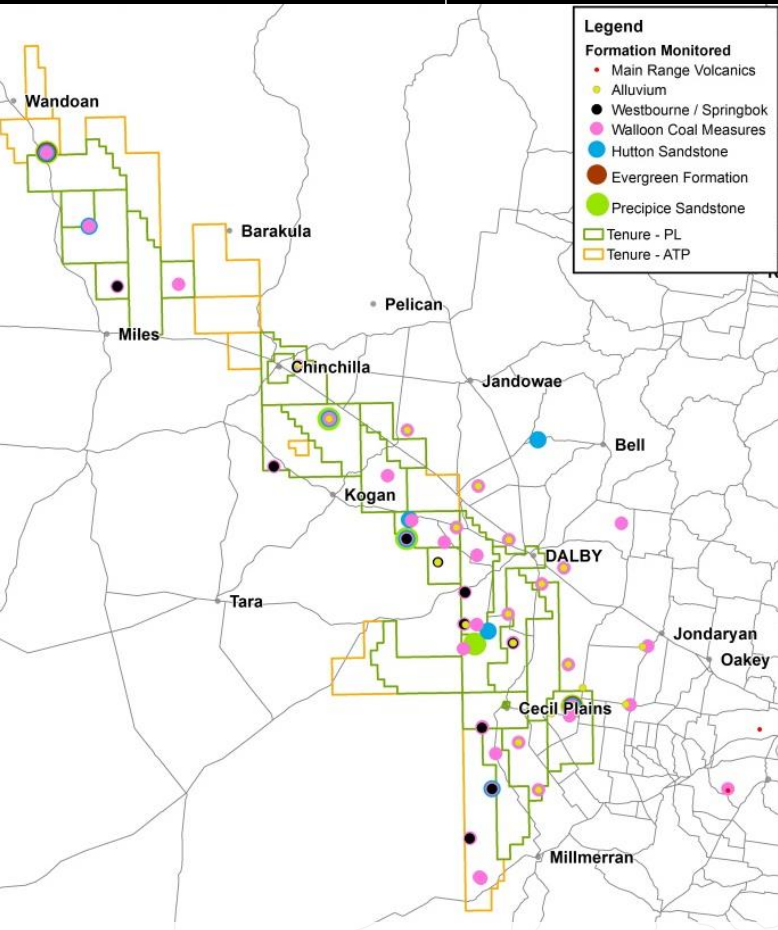 Legend
Formation Monitored
Main Range Volcanics
Alluvium
Westbourne / Springbok
Walloon Coal Measures
Hutton Sandstone
Evergreen Formation
Precipice Sandstone
Tenure - PL
Tenure - ATP
Wandoan
Barakula
Pelican
Miles
Chinchilla
Jandowae
Bell
Kogan
DALBY
Tara
Jondaryan
Oakey
Cecil Plains
Millmerran